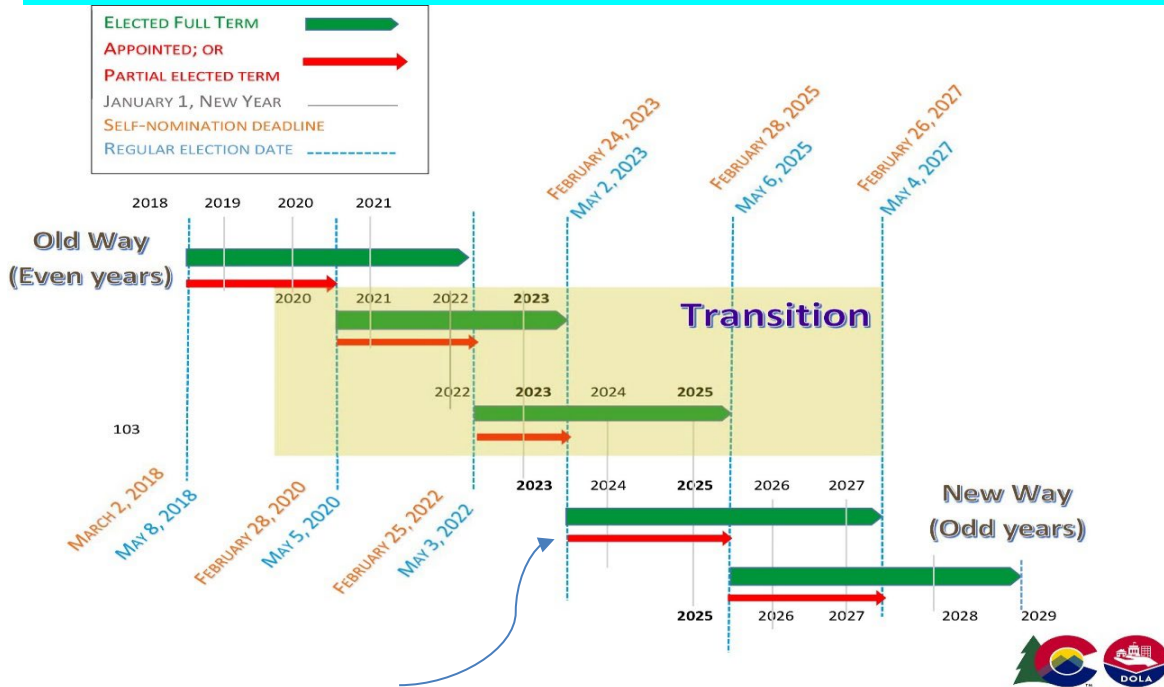 ELECTED FULL TERM
APPOINTED; OR
PARTIAL ELECTED TERM
JANUARY 1, NEW YEAR
SELF-NOMINATION DEADLINE
REGULAR ELECTION DATE
FEBRUARY 24, 2023
MAY 2, 2023
FEBRUARY 28, 2025
MAY 6, 2025
FEBRUARY 26, 2027
MAY 4, 2027
2018 2019 2020 2021
Old Way
(Even years)
2020 2021 2022 2023
Transition
2022 2023 2024 2025
103
2023 2024 2025 2026 2027
New Way
(Odd years)
MARCH 2, 2018
MAY 8, 2018
FEBRUARY 28, 2020
MAY 5, 2020
FEBRUARY 25, 2022
MAY 3, 2022
2025 2026 2027 2028 2029
DOLA